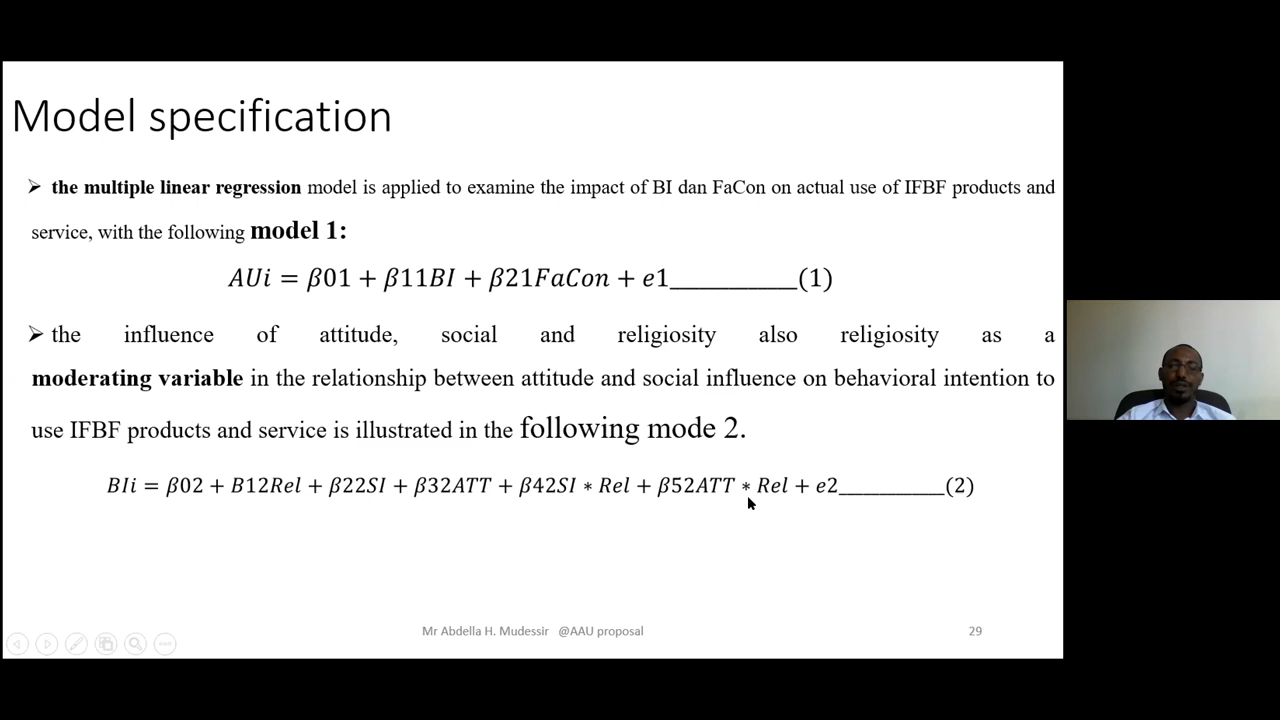 Model specification
➢ the multiple linear regression model is applied to examine the impact of BI dan FaCon on actual use of IFBF products and
service, with the following model 1:
AUi = β01 + β11BI + β21FaCon + e1____________(1)
➢ the influence of attitude, social and religiosity also religiosity as a
moderating variable in the relationship between attitude and social influence on behavioral intention to
use IFBF products and service is illustrated in the following mode 2.
BIi = β02 + B12Rel + β22SI + β32ATT + β42SI * Rel + β52ATT * Rel + e2____________(2)
Mr Abdella H. Mudessir @AAU proposal 29